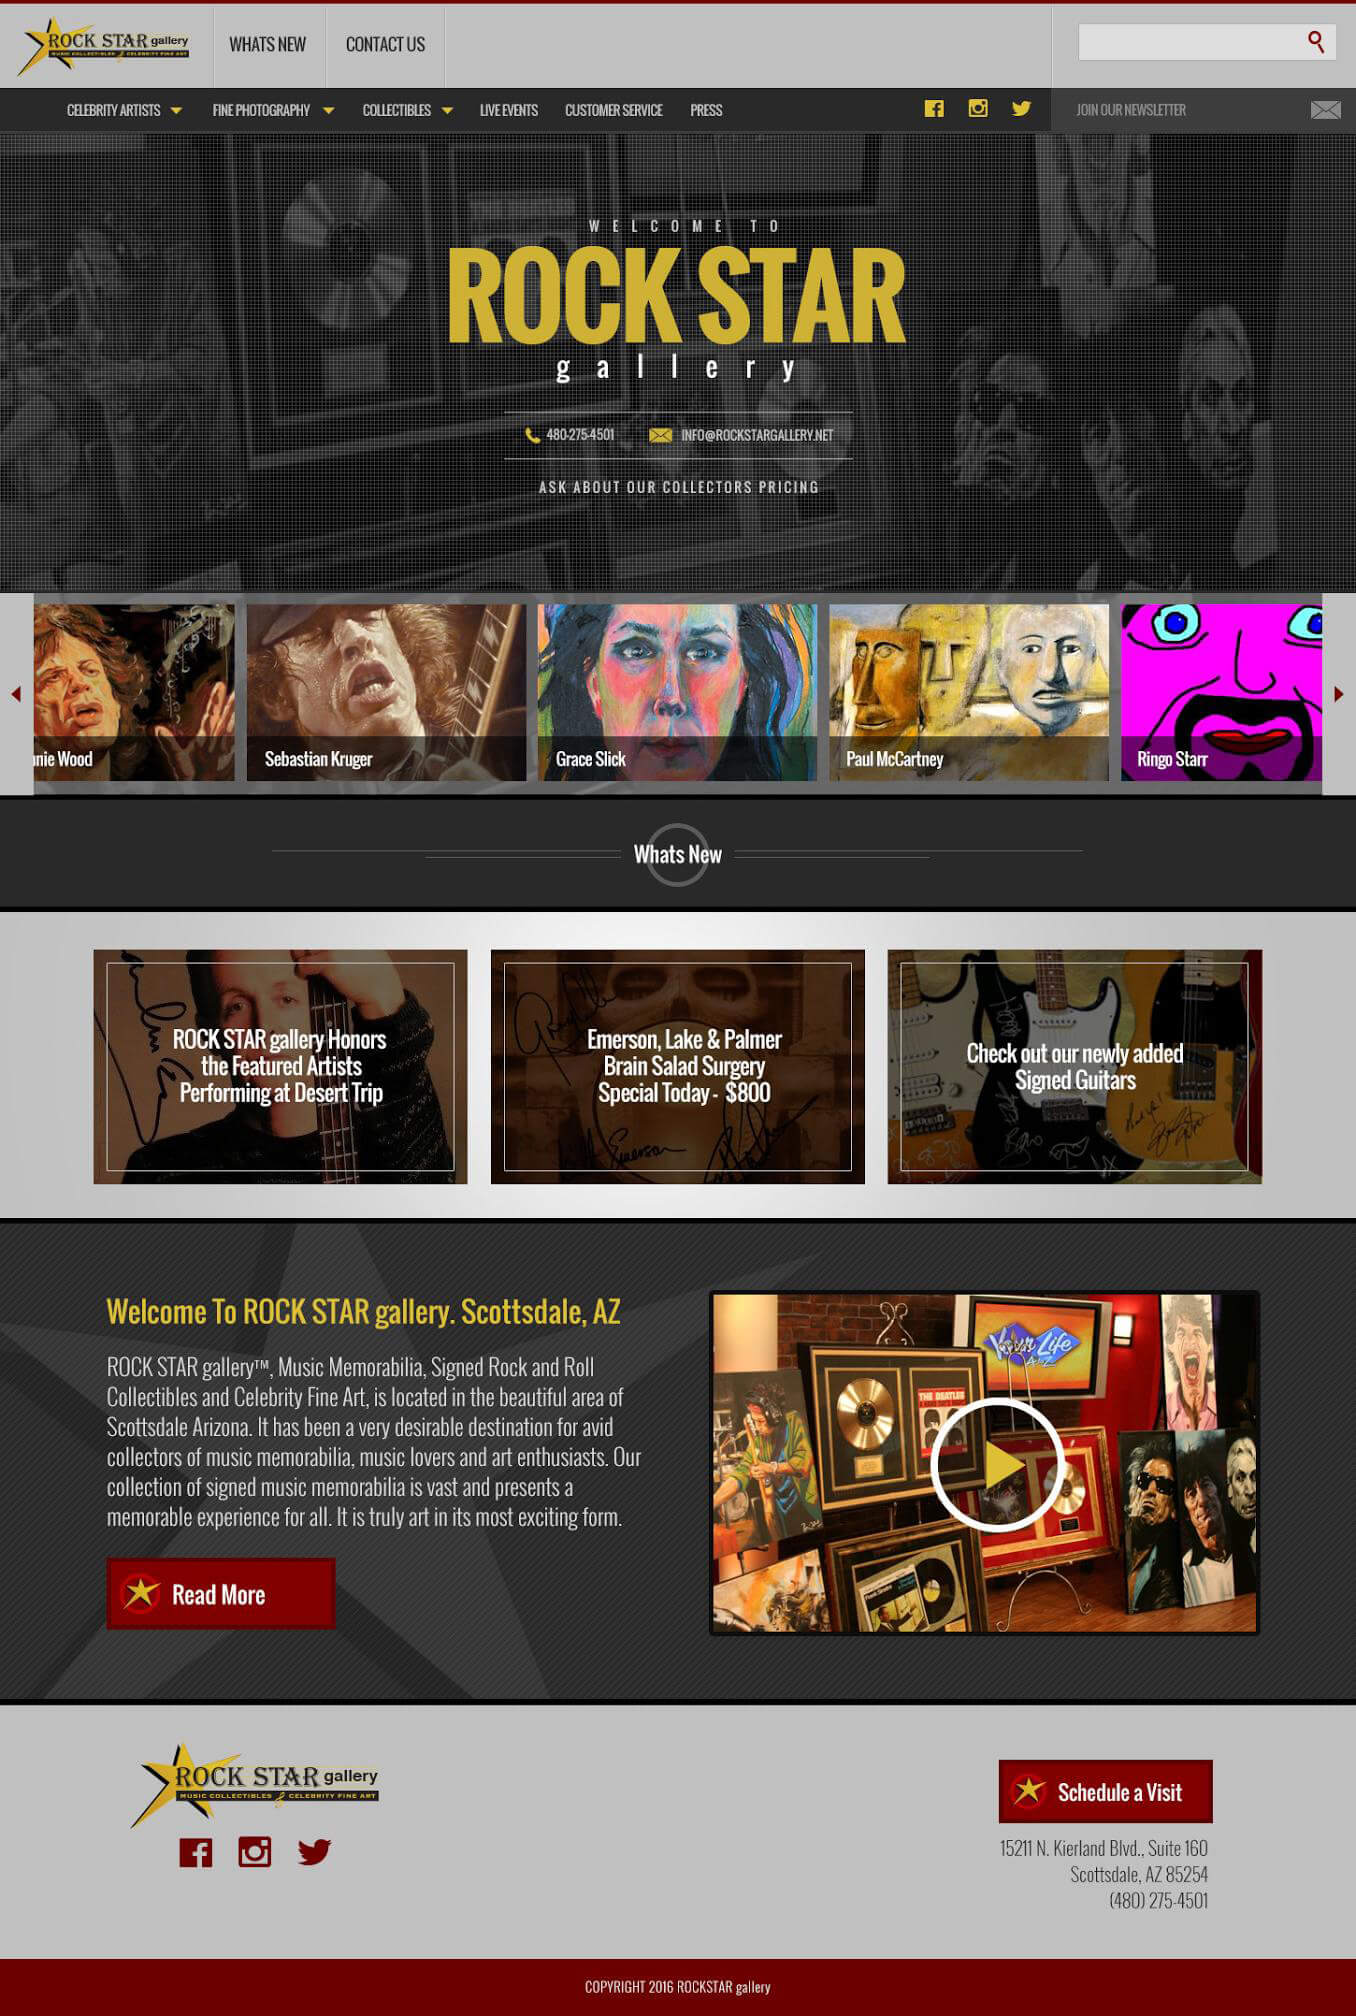 ROCK STAR gallery
MUSIC COLLECTIBLES & CELEBRITY FINE ART
WHATS NEW
CONTACT US
CELEBRITY ARTISTS
FINE PHOTOGRAPHY
COLLECTIBLES
LIVE EVENTS
CUSTOMER SERVICE
PRESS
JOIN OUR NEWSLETTER
WELCOME TO
ROCK STAR
gallery
480-275-4501
INFO@ROCKSTARGALLERY.NET
ASK ABOUT OUR COLLECTORS PRICING
nnie Wood
Sebastian Kruger
Grace Slick
Paul McCartney
Ringo Starr
Whats New
ROCK STAR gallery Honors
the Featured Artists
Performing at Desert Trip
Emerson, Lake & Palmer
Brain Salad Surgery
Special Today - $800
Check out our newly added
Signed Guitars
Welcome To ROCK STAR gallery. Scottsdale, AZ
ROCK STAR gallery™, Music Memorabilia, Signed Rock and Roll
Collectibles and Celebrity Fine Art, is located in the beautiful area of
Scottsdale Arizona. It has been a very desirable destination for avid
collectors of music memorabilia, music lovers and art enthusiasts. Our
collection of signed music memorabilia is vast and presents a
memorable experience for all. It is truly art in its most exciting form.
Your Life
A to Z
THE BEATLES
Read More
ROCK STAR gallery
MUSIC COLLECTIBLES & CELEBRITY FINE ART
Schedule a Visit
15211 N. Kierland Blvd., Suite 160
Scottsdale, AZ 85254
(480) 275-4501
COPYRIGHT 2016 ROCKSTAR gallery